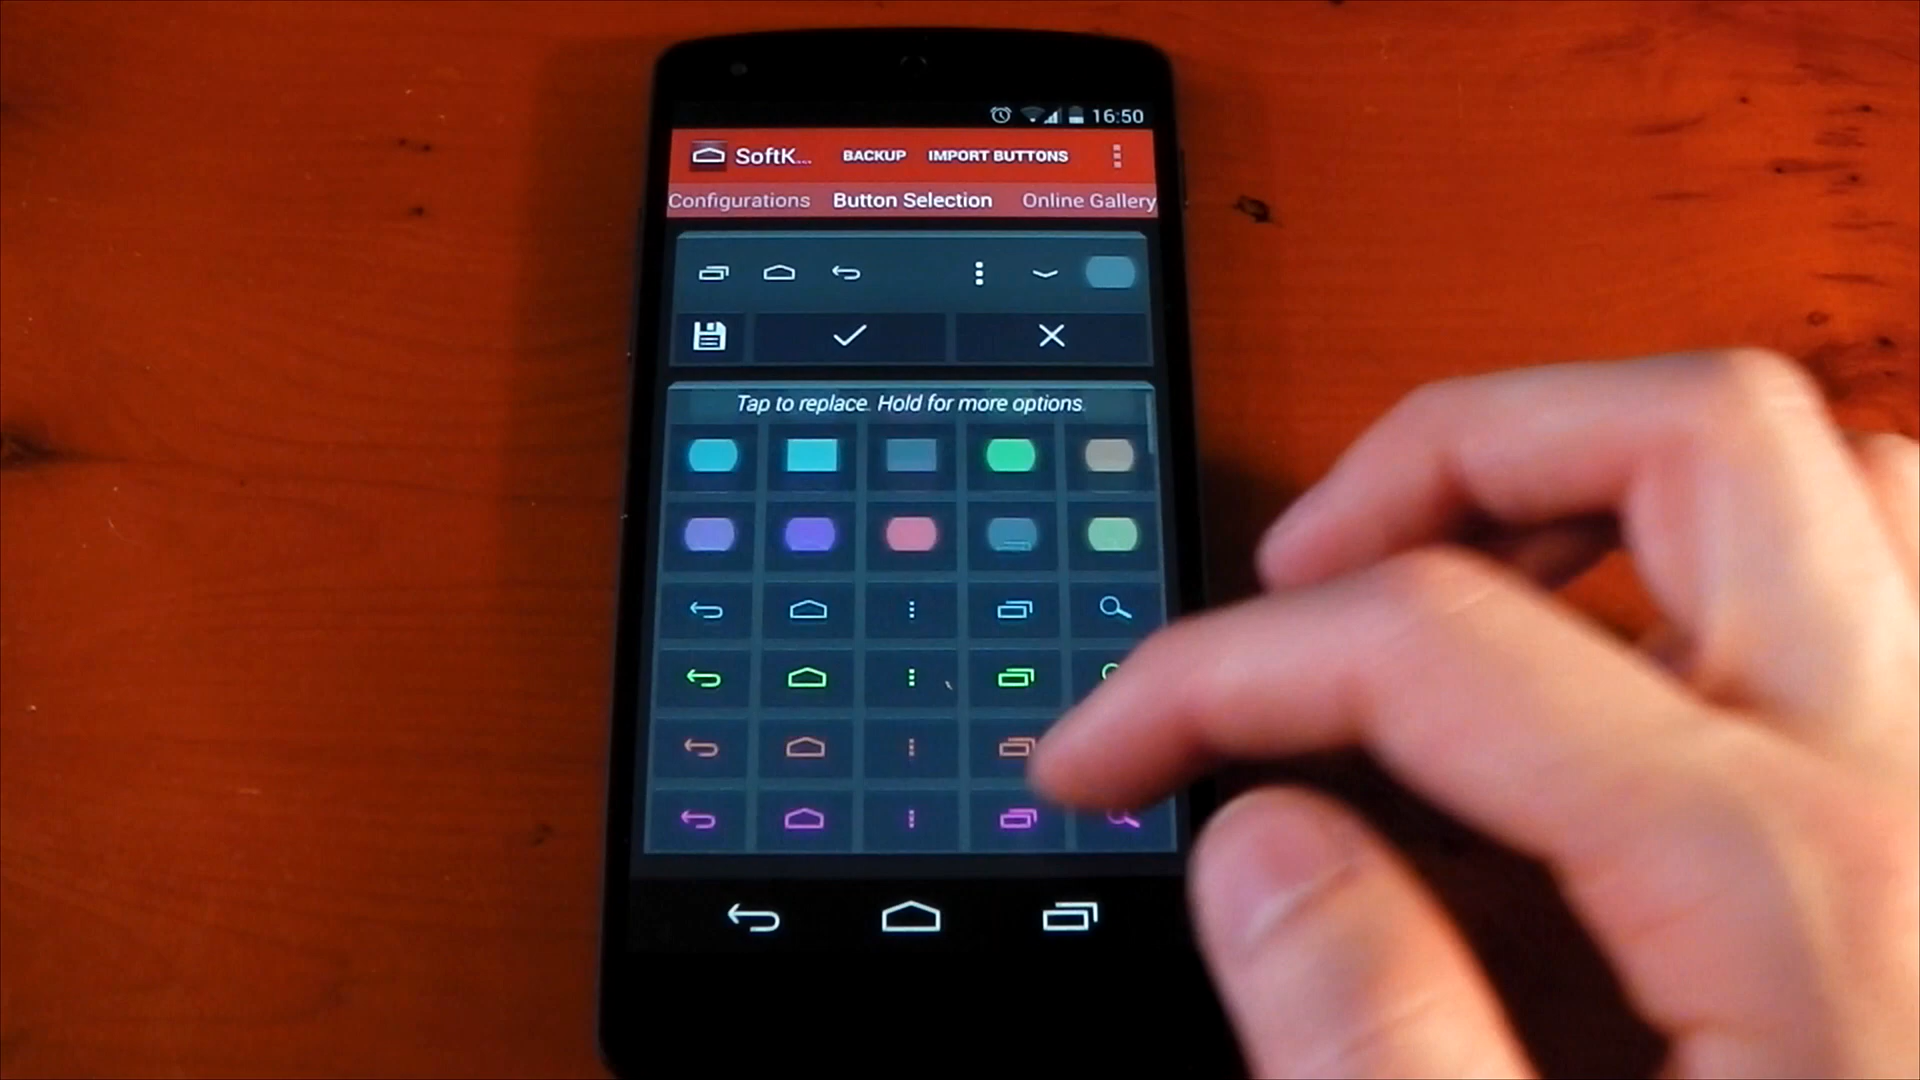 16:50
SoftK... BACKUP IMPORT BUTTONS
Configurations Button Selection Online Gallery
Tap to replace. Hold for more options.